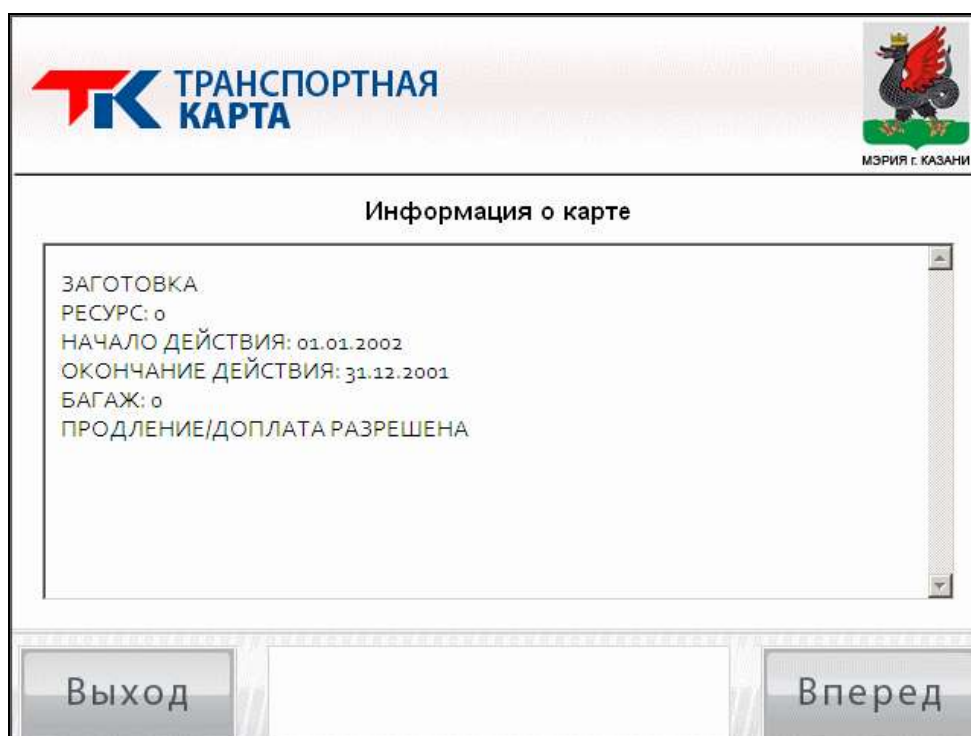 ТРАНСПОРТНАЯ
КАРТА
МЭРИЯ г. КАЗАНИ
Информация о карте
ЗАГОТОВКА
РЕСУРС: 0
НАЧАЛО ДЕЙСТВИЯ: 01.01.2002
ОКОНЧАНИЕ ДЕЙСТВИЯ: 31.12.2001
БАГАЖ: 0
ПРОДЛЕНИЕ/ДОПЛАТА РАЗРЕШЕНА
Выход
Вперед